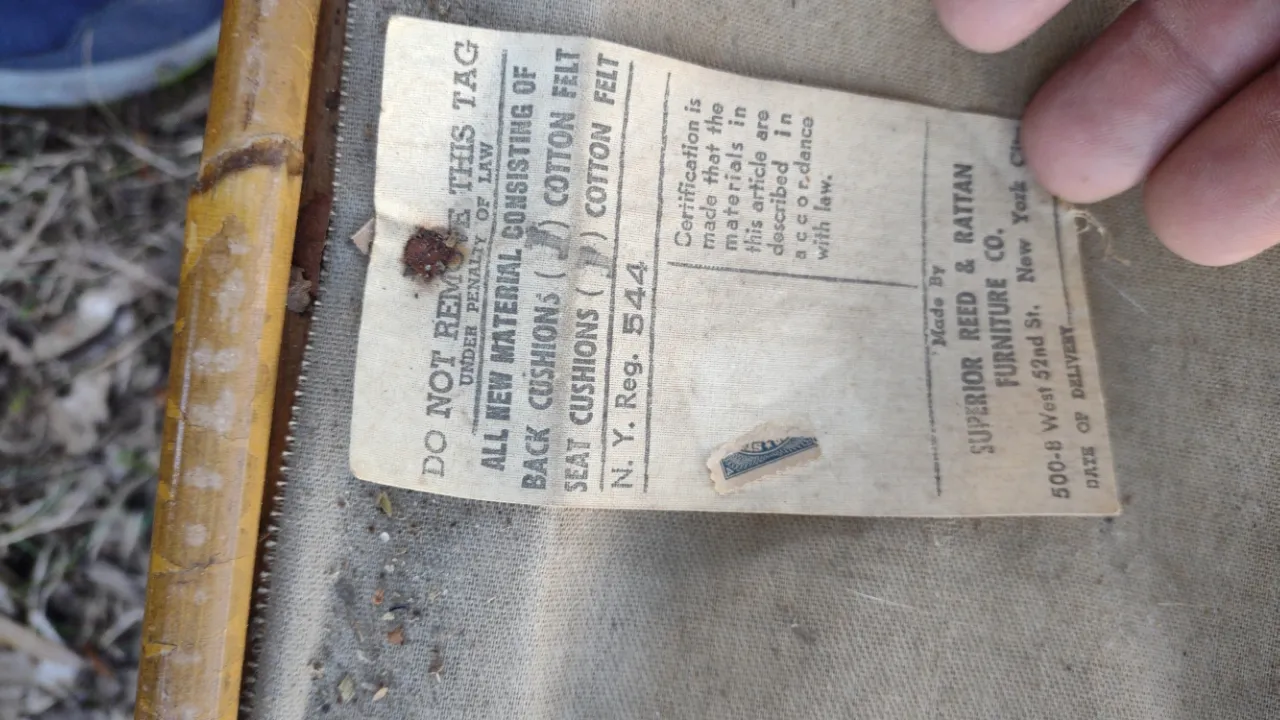 DO NOT REMOVE THIS TAG
UNDER PENALTY OF LAW
ALL NEW MATERIAL CONSISTING OF
BACK CUSHIONS ( ) COTTON FELT
SEAT CUSHIONS ( ) COTTON FELT
N. Y. Reg. 544
Certification is
made that the
materials in
this article are
described in
accordance
with law.
Made By
SUPERIOR REED & RATTAN
FURNITURE CO.
500-8 West 52nd St. New York
DATE OF DELIVERY